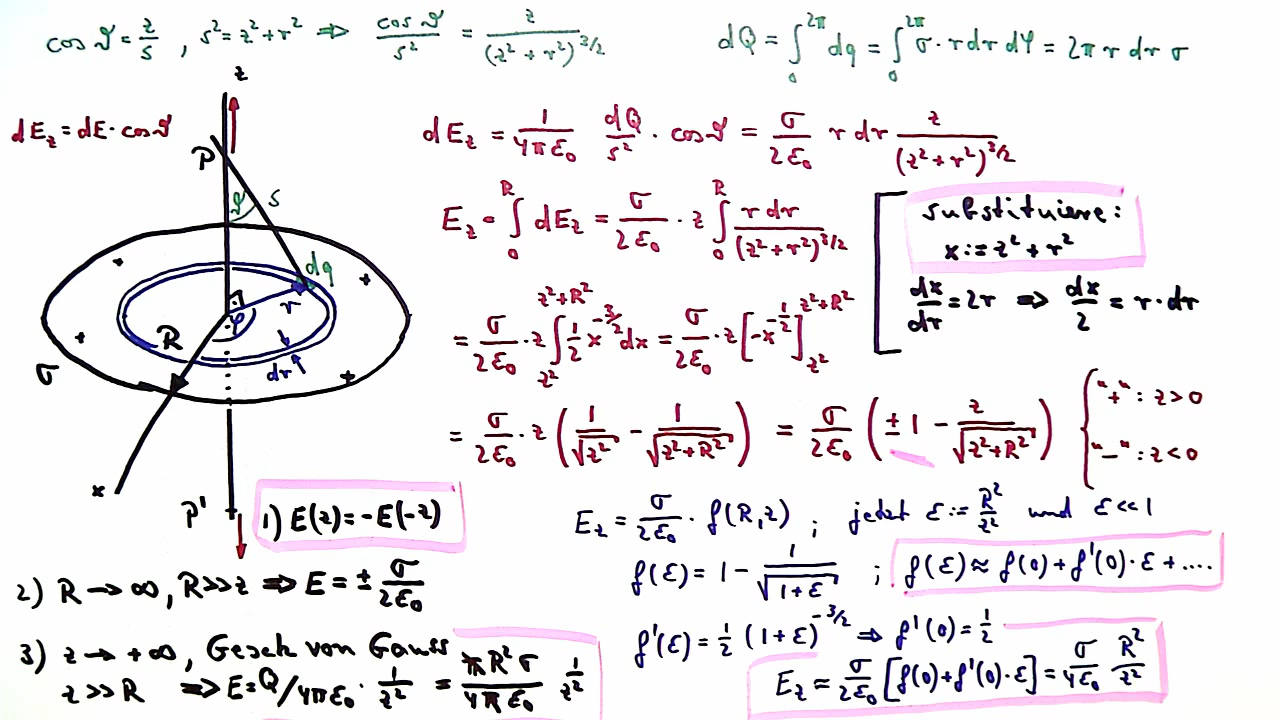 cos ϑ = z/s , s² = z² + r² ⇒ cos ϑ / s² = z / (z² + r²)^3/2
dQ = ∫₀^2π dq = ∫₀^2π σ · r dr dφ = 2π r dr σ
z
dE_z = dE · cos ϑ
P
ϑ
s
dq
r
φ
R
dr
σ
+
+
+
+
x
P'
dE_z = 1/(4πε₀) dQ/s² · cos ϑ = σ/(2ε₀) r dr z/(z² + r²)^3/2
E_z = ∫₀^R dE_z = σ/(2ε₀) · z ∫₀^R r dr/(z² + r²)^3/2
substituiere:
x := z² + r²
dx/dr = 2r ⇒ dx/2 = r · dr
= σ/(2ε₀) · z ∫_z²^z²+R² 1/2 x^-3/2 dx = σ/(2ε₀) · z [-x^-1/2]_z²^z²+R²
= σ/(2ε₀) · z (1/√z² - 1/√(z²+R²)) = σ/(2ε₀) (±1 - z/√(z²+R²))
"+": z > 0
"-": z < 0
1) E(z) = -E(-z)
E_z = σ/(2ε₀) · f(R,z) ; jetzt ε := R²/z² und ε << 1
2) R → ∞, R >> z ⇒ E = ± σ/(2ε₀)
f(ε) = 1 - 1/√(1+ε) ; f(ε) ≈ f(0) + f'(0) · ε + ....
3) z → +∞, Gesetz von Gauss
z >> R ⇒ E = Q/4πε₀ · 1/z² = πR²σ/(4πε₀) 1/z²
f'(ε) = 1/2 (1+ε)^-3/2 ⇒ f'(0) = 1/2
E_z ≈ σ/(2ε₀) [f(0) + f'(0) · ε] = σ/(4ε₀) R²/z²